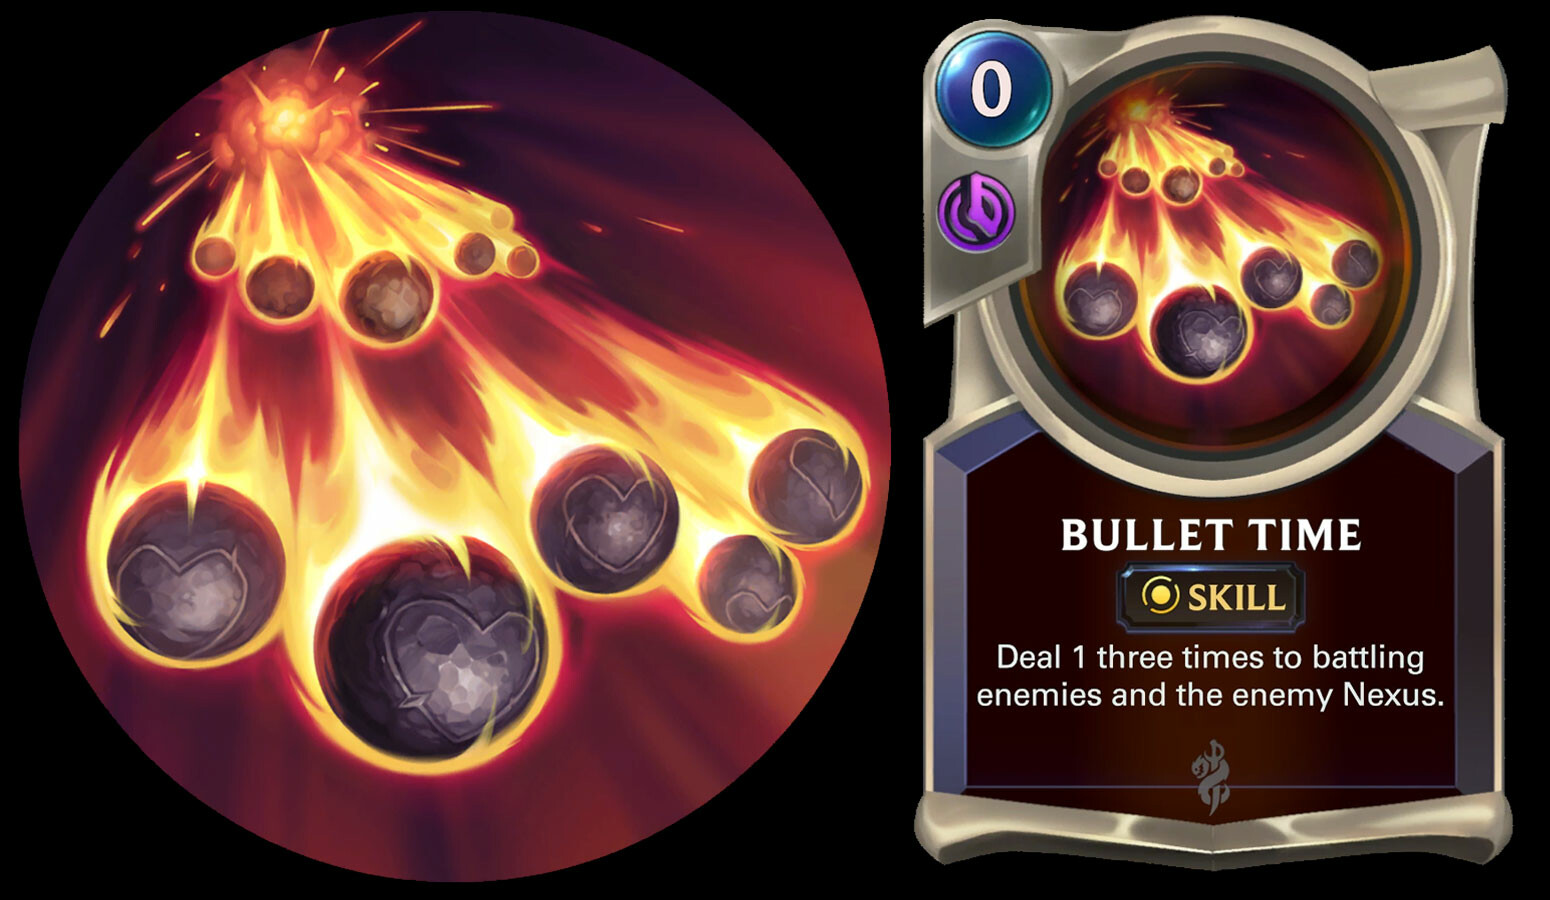 0
BULLET TIME
SKILL
Deal 1 three times to battling
enemies and the enemy Nexus.